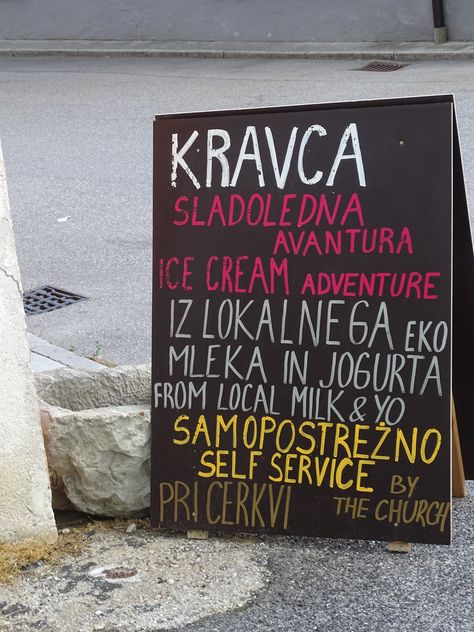 KRAVCA
SLADOLEDNA
AVANTURA
ICE CREAM ADVENTURE
IZ LOKALNEGA EKO
MLEKA IN JOGURTA
FROM LOCAL MILK & YO
SAMOPOSTREŽNO
SELF SERVICE
PRI CERKVI BY
THE CHURCH